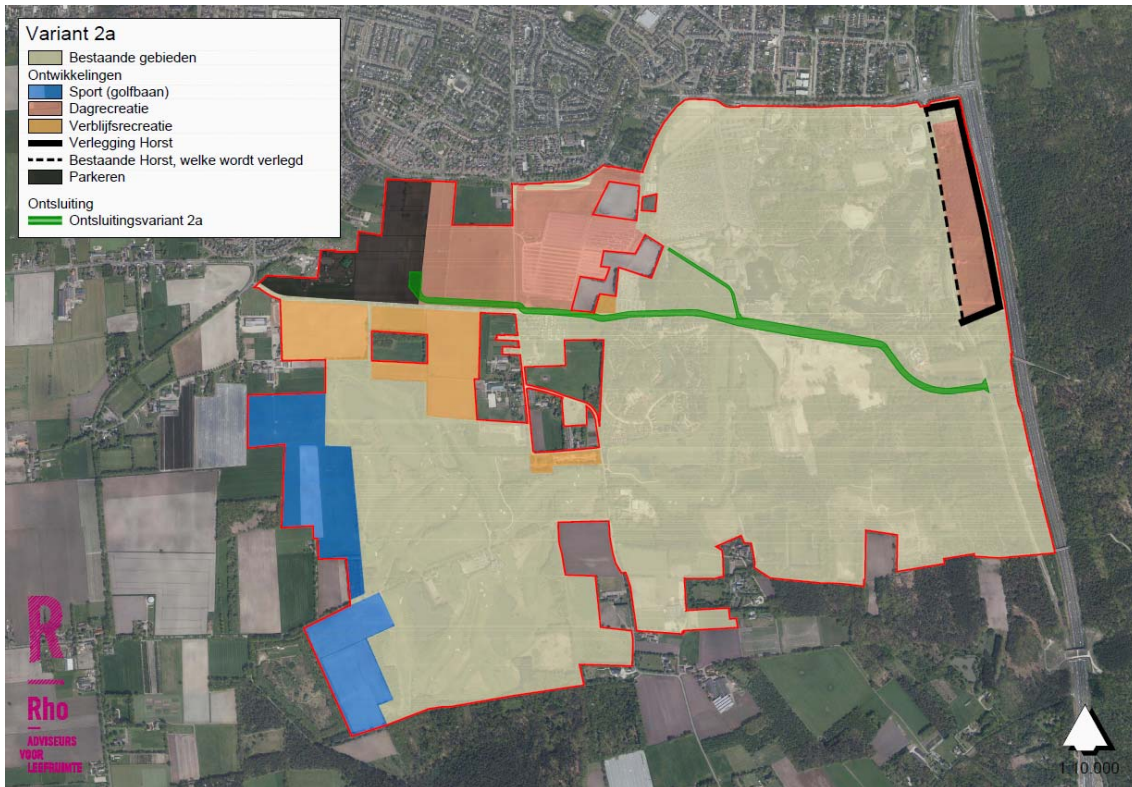 Variant 2a
Bestaande gebieden
Ontwikkelingen
Sport (golfbaan)
Dagrecreatie
Verblijfsrecreatie
Verlegging Horst
Bestaande Horst, welke wordt verlegd
Parkeren
Ontsluiting
Ontsluitingsvariant 2a
R
Rho
ADVISEURS
VOOR
LEEFRUIMTE
1:10.000